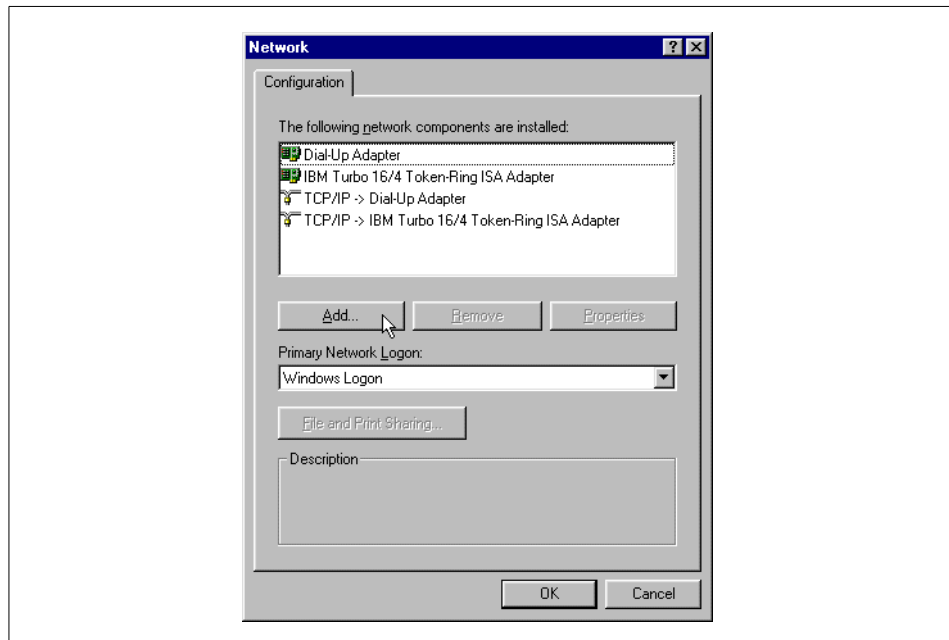 Network
Configuration
The following network components are installed:
Dial-Up Adapter
IBM Turbo 16/4 Token-Ring ISA Adapter
TCP/IP -> Dial-Up Adapter
TCP/IP -> IBM Turbo 16/4 Token-Ring ISA Adapter
Add... Remove Properties
Primary Network Logon:
Windows Logon
File and Print Sharing...
Description
OK Cancel